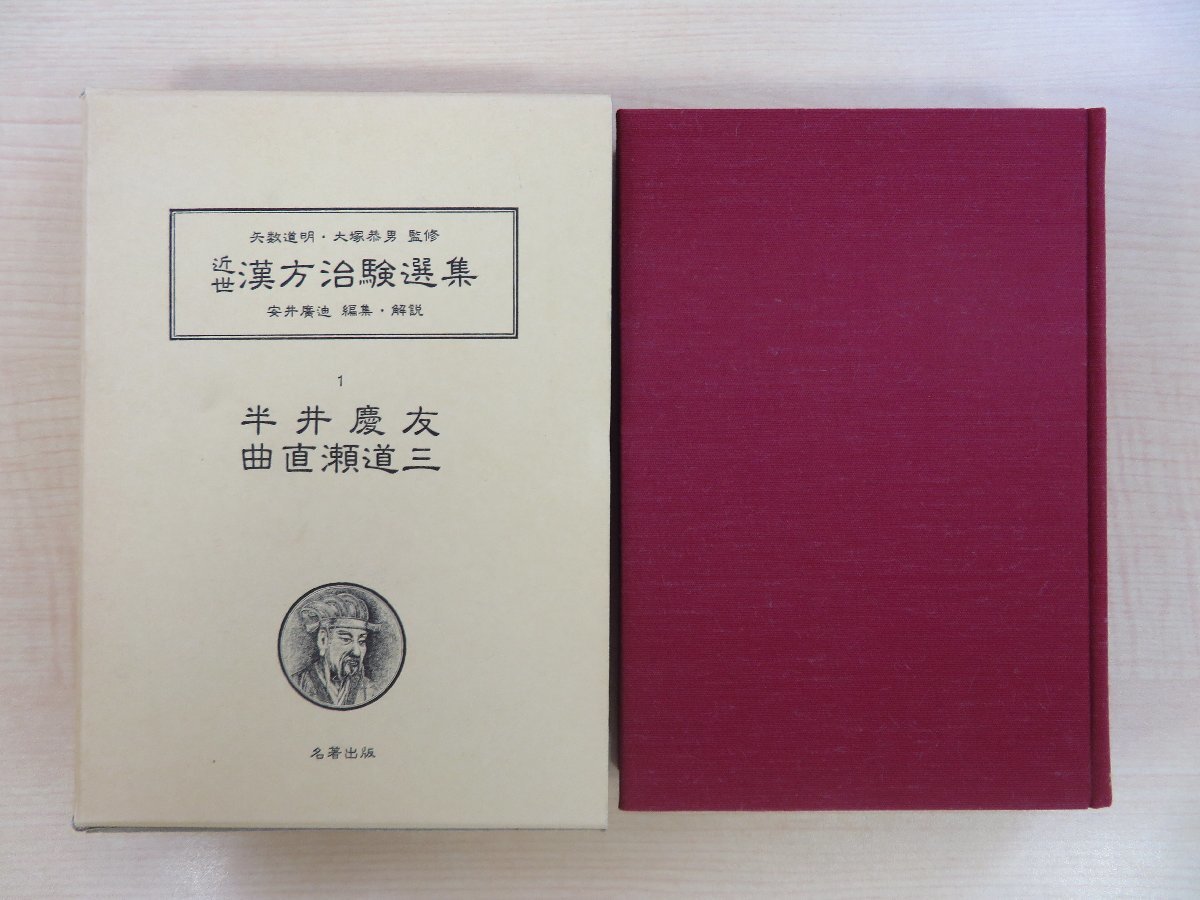 矢数道明・大塚恭男 監修
近世漢方治験選集
安井廣迪 編集・解説
1
半井慶友
曲直瀬道三
名著出版